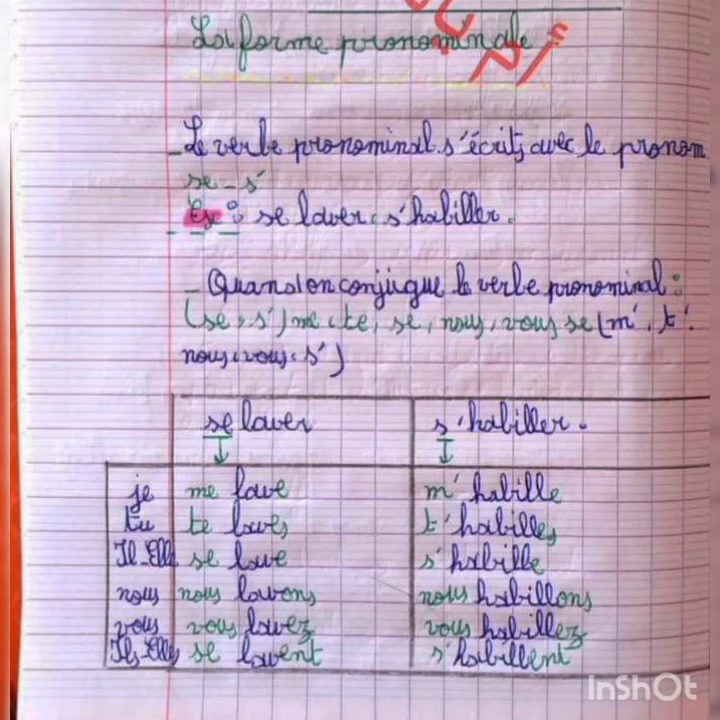 La forme pronominale :
- Le verbe pronominal s'écrit avec le pronom
se - s'
Ex : se laver, s'habiller.
- Quand on conjugue le verbe pronominal :
(se, s') me, te, se, nous, vous se (m', t',
nous, vous, s')
se laver s'habiller.
je me lave m'habille
tu te laves t'habilles
Il-Elle se lave s'habille
nous nous lavons nous habillons
vous vous lavez vous habillez
Ils-Elles se lavent s'habillent
InShOt